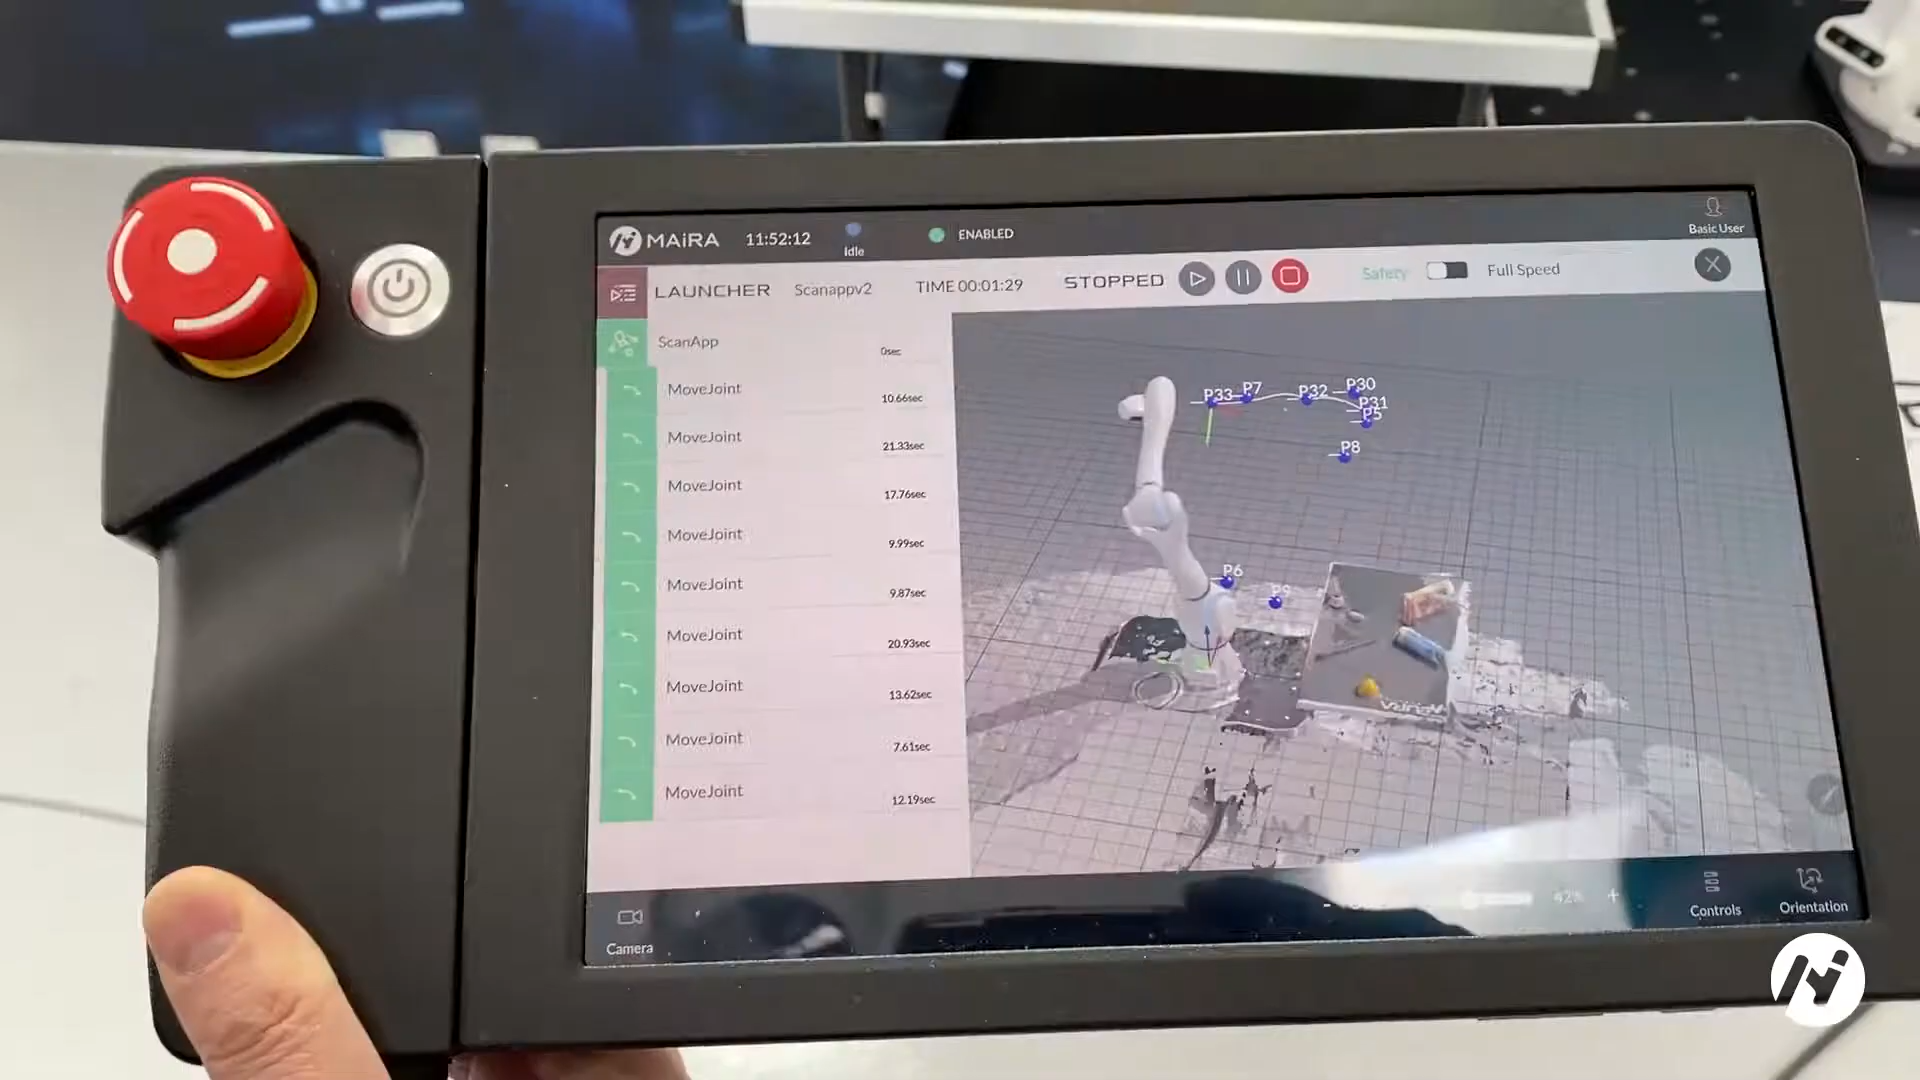 MAiRA 11:52:12 Idle ENABLED Basic User
LAUNCHER Scanappv2 TIME 00:01:29 STOPPED Safety Full Speed
ScanApp 0sec
MoveJoint 10.66sec
MoveJoint 21.33sec
MoveJoint 17.76sec
MoveJoint 9.99sec
MoveJoint 9.87sec
MoveJoint 20.93sec
MoveJoint 13.62sec
MoveJoint 7.61sec
MoveJoint 12.19sec
P33 P7 P32 P30
P31
P5
P8
P6
P9
- 42% +
Camera Controls Orientation